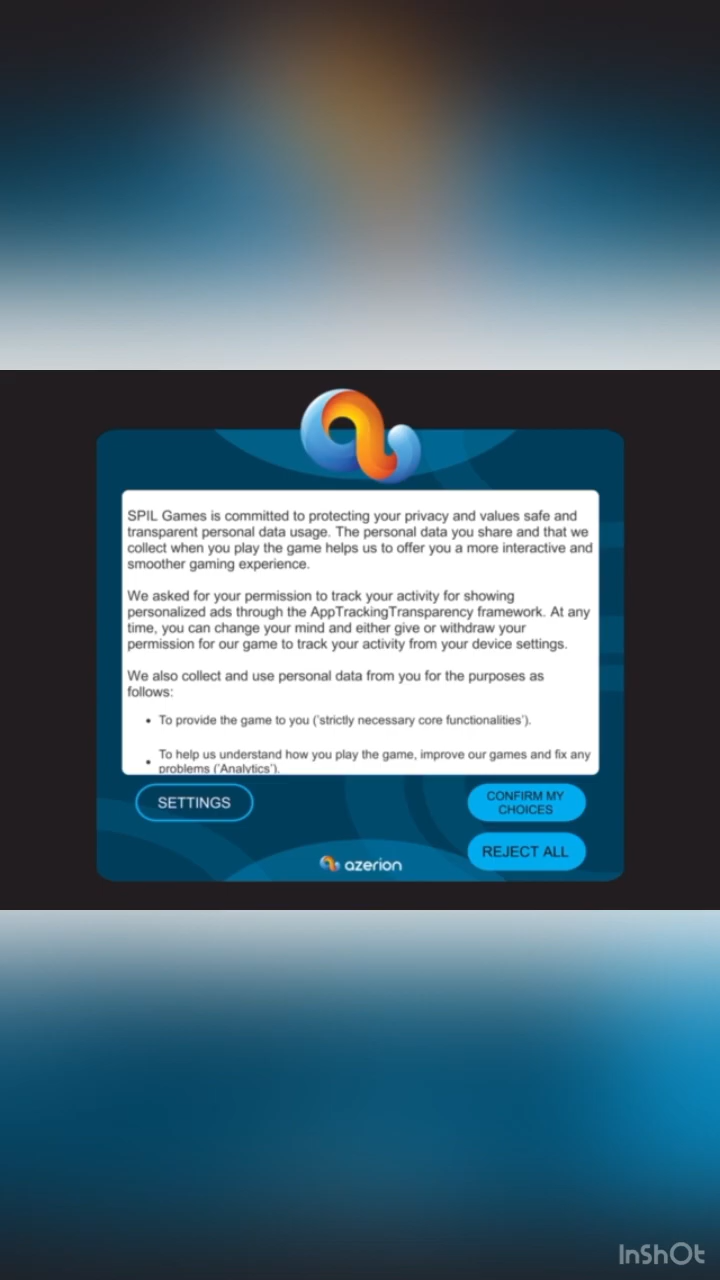 SPIL Games is committed to protecting your privacy and values safe and
transparent personal data usage. The personal data you share and that we
collect when you play the game helps us to offer you a more interactive and
smoother gaming experience.
We asked for your permission to track your activity for showing
personalized ads through the AppTrackingTransparency framework. At any
time, you can change your mind and either give or withdraw your
permission for our game to track your activity from your device settings.
We also collect and use personal data from you for the purposes as
follows:
• To provide the game to you ('strictly necessary core functionalities').
• To help us understand how you play the game, improve our games and fix any
problems ('Analytics').
SETTINGS
CONFIRM MY
CHOICES
REJECT ALL
azerion
InShOt